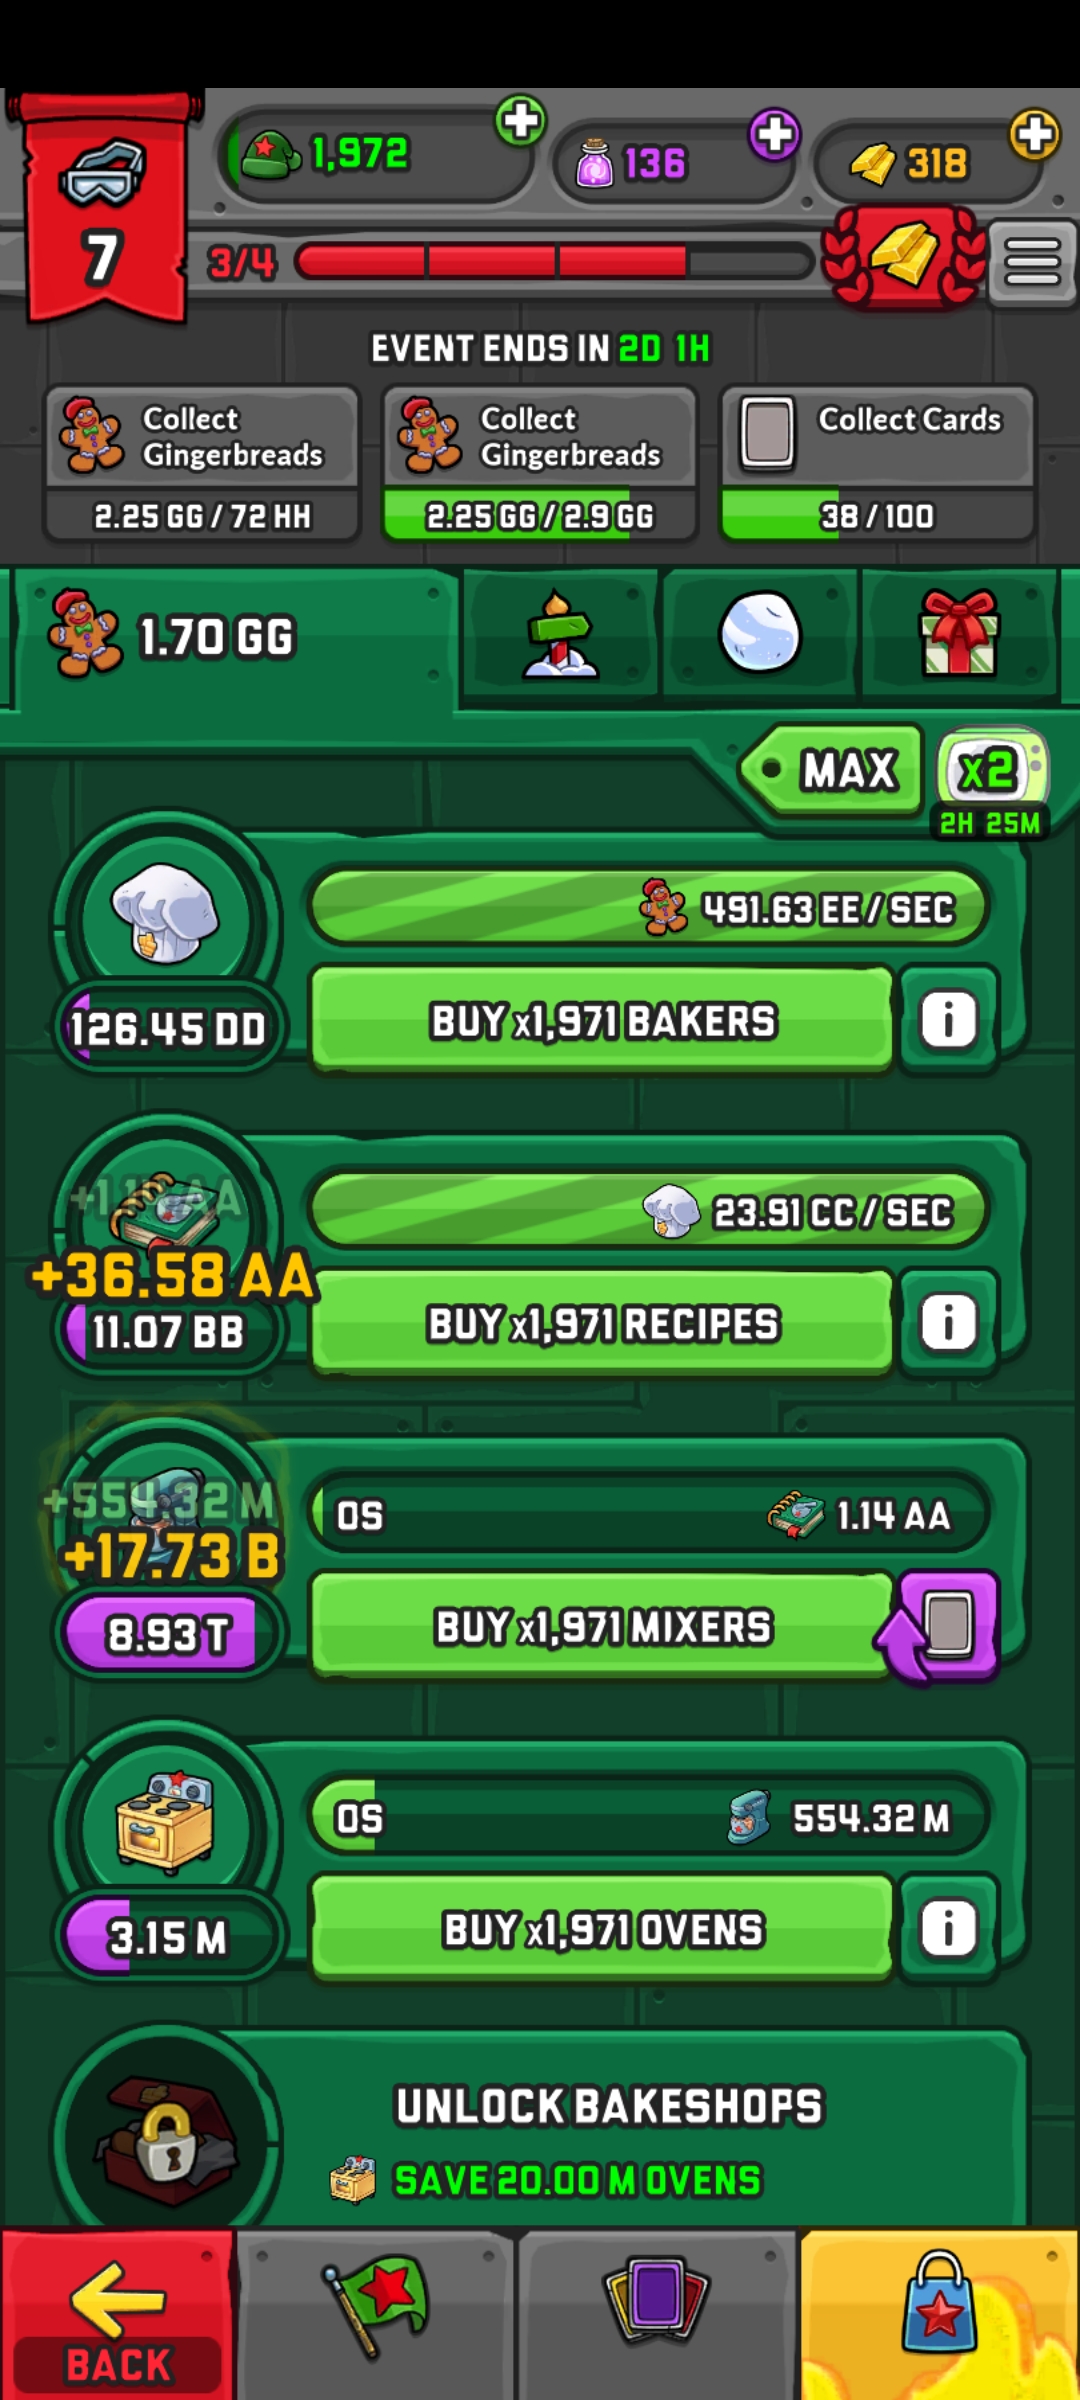 1,972
136
318
7
3/4
EVENT ENDS IN 2D 1H
Collect
Gingerbreads
2.25 GG / 72 HH
Collect
Gingerbreads
2.25 GG / 2.9 GG
Collect Cards
38 / 100
1.70 GG
MAX
x2
2H 25M
491.63 EE / SEC
126.45 DD
BUY x1,971 BAKERS
i
23.91 CC / SEC
+36.58 AA
11.07 BB
BUY x1,971 RECIPES
i
+554.32 M
+17.73 B
0S
1.14 AA
8.93 T
BUY x1,971 MIXERS
0S
554.32 M
3.15 M
BUY x1,971 OVENS
i
UNLOCK BAKESHOPS
SAVE 20.00 M OVENS
BACK